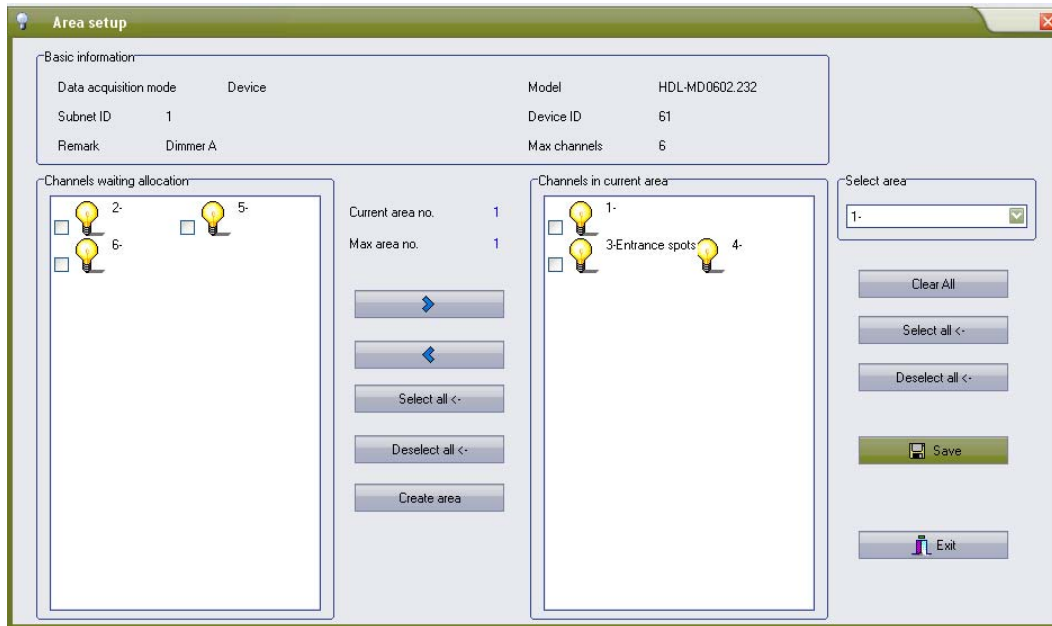 Area setup
Basic information
Data acquisition mode Device Model HDL-MD0602.232
Subnet ID 1 Device ID 61
Remark Dimmer A Max channels 6
Channels waiting allocation
2- 5-
6-
Current area no. 1
Max area no. 1
Select all <-
Deselect all <-
Create area
Channels in current area
1-
3-Entrance spots 4-
Select area
1-
Clear All
Select all <-
Deselect all <-
Save
Exit